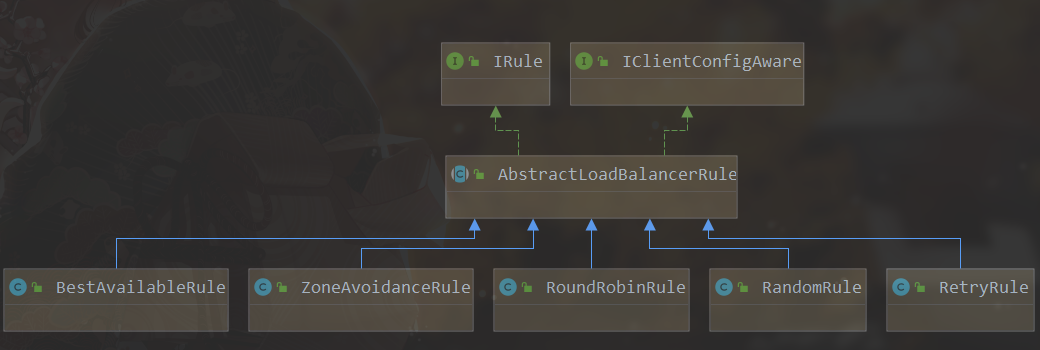 I IRule
I IClientConfigAware
C AbstractLoadBalancerRule
C BestAvailableRule
C ZoneAvoidanceRule
C RoundRobinRule
C RandomRule
C RetryRule